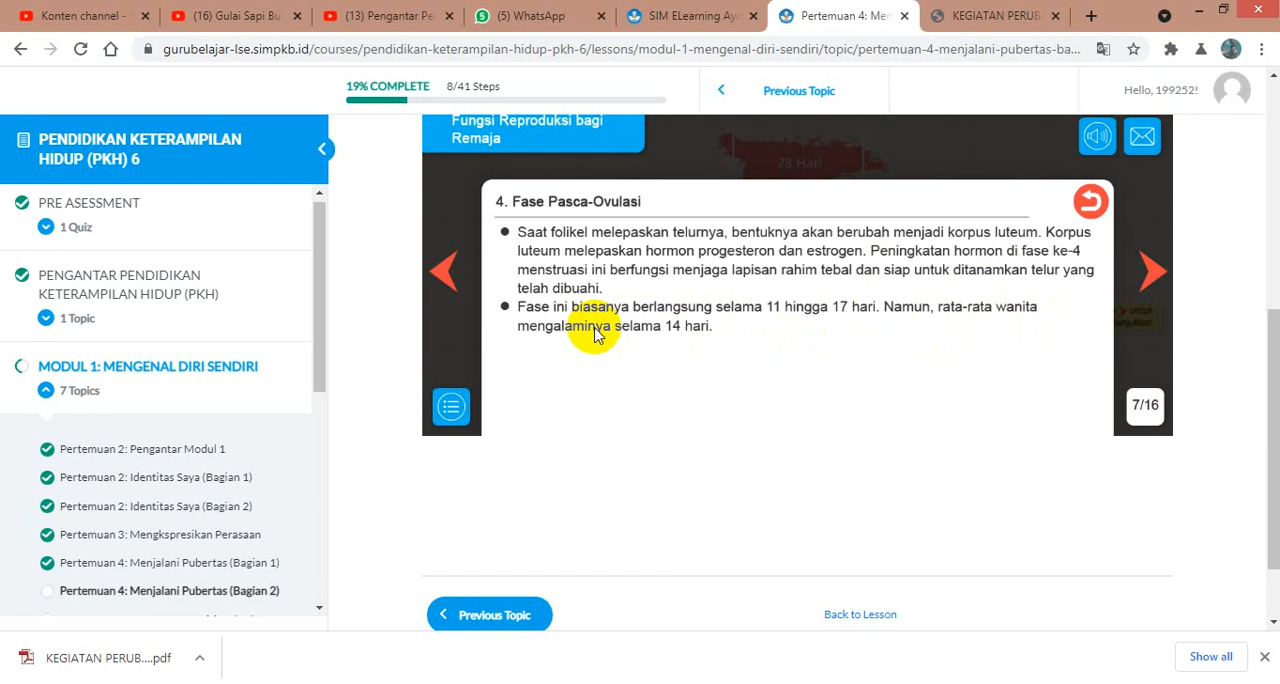 Konten channel -
(16) Gulai Sapi Bu
(13) Pengantar Pe
(5) WhatsApp
SIM ELearning Ayo
Pertemuan 4: Men
KEGIATAN PERUB
gurubelajar-lse.simpkb.id/courses/pendidikan-keterampilan-hidup-pkh-6/lessons/modul-1-mengenal-diri-sendiri/topic/pertemuan-4-menjalani-pubertas-ba...
19% COMPLETE
8/41 Steps
Previous Topic
Hello, 199252!
PENDIDIKAN KETERAMPILAN
HIDUP (PKH) 6
PRE ASESSMENT
1 Quiz
PENGANTAR PENDIDIKAN
KETERAMPILAN HIDUP (PKH)
1 Topic
MODUL 1: MENGENAL DIRI SENDIRI
7 Topics
Pertemuan 2: Pengantar Modul 1
Pertemuan 2: Identitas Saya (Bagian 1)
Pertemuan 2: Identitas Saya (Bagian 2)
Pertemuan 3: Mengkspresikan Perasaan
Pertemuan 4: Menjalani Pubertas (Bagian 1)
Pertemuan 4: Menjalani Pubertas (Bagian 2)
Fungsi Reproduksi bagi
Remaja
28 Hari
4. Fase Pasca-Ovulasi
Saat folikel melepaskan telurnya, bentuknya akan berubah menjadi korpus luteum. Korpus
luteum melepaskan hormon progesteron dan estrogen. Peningkatan hormon di fase ke-4
menstruasi ini berfungsi menjaga lapisan rahim tebal dan siap untuk ditanamkan telur yang
telah dibuahi.
Fase ini biasanya berlangsung selama 11 hingga 17 hari. Namun, rata-rata wanita
mengalaminya selama 14 hari.
untuk
7/16
Previous Topic
Back to Lesson
KEGIATAN PERUB....pdf
Show all